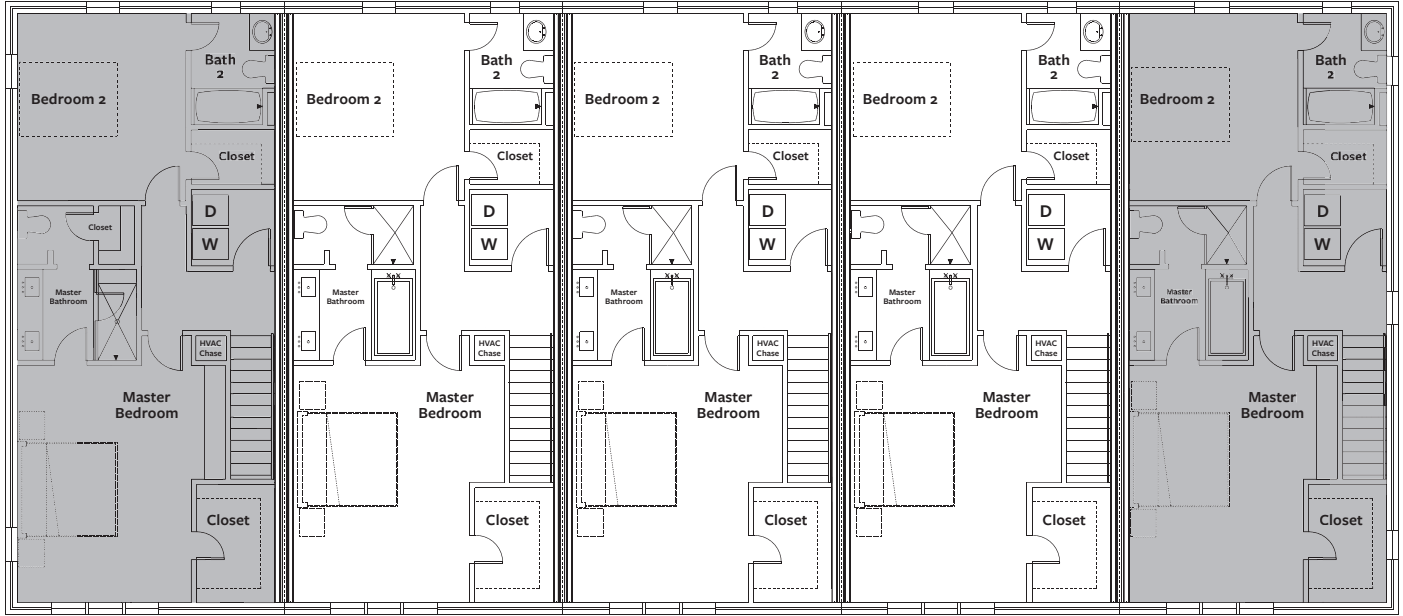 Bath
2
Bedroom 2
Closet
D
W
Closet
Master
Bathroom
HVAC
Chase
Master
Bedroom
Closet
Bath
2
Bedroom 2
Closet
D
W
Master
Bathroom
HVAC
Chase
Master
Bedroom
Closet
Bath
2
Bedroom 2
Closet
D
W
Master
Bathroom
HVAC
Chase
Master
Bedroom
Closet
Bath
2
Bedroom 2
Closet
D
W
Master
Bathroom
HVAC
Chase
Master
Bedroom
Closet
Bath
2
Bedroom 2
Closet
D
W
Master
Bathroom
HVAC
Chase
Master
Bedroom
Closet